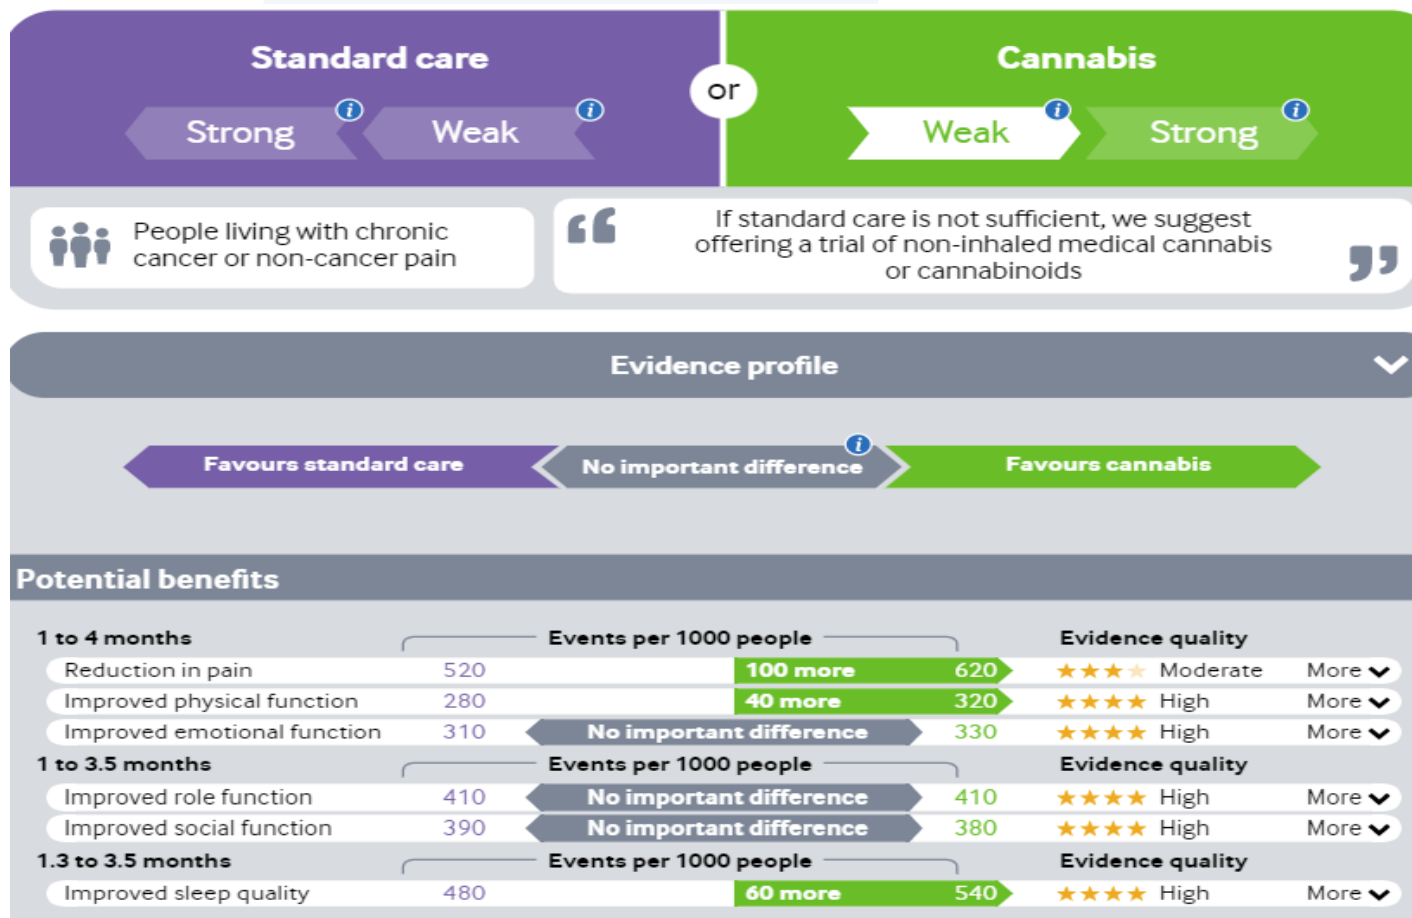 Standard care
or
Cannabis
Strong
i
Weak
i
Weak
i
Strong
i
People living with chronic
cancer or non-cancer pain
“
If standard care is not sufficient, we suggest
offering a trial of non-inhaled medical cannabis
or cannabinoids
”
Evidence profile
Favours standard care
No important difference
i
Favours cannabis
Potential benefits
1 to 4 months Events per 1000 people Evidence quality
Reduction in pain 520 100 more 620 Moderate More
Improved physical function 280 40 more 320 High More
Improved emotional function 310 No important difference 330 High More
1 to 3.5 months Events per 1000 people Evidence quality
Improved role function 410 No important difference 410 High More
Improved social function 390 No important difference 380 High More
1.3 to 3.5 months Events per 1000 people Evidence quality
Improved sleep quality 480 60 more 540 High More